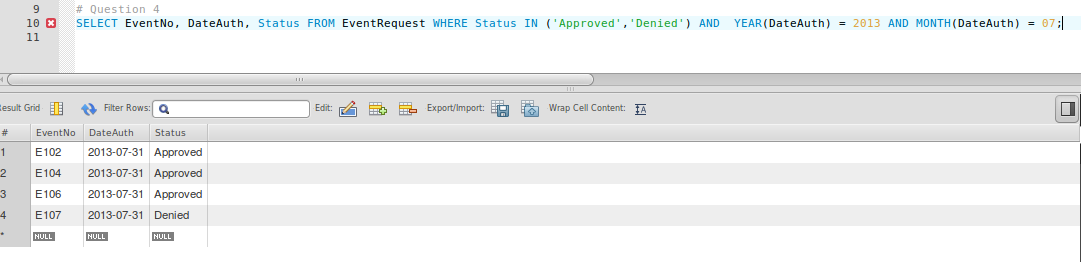 9 # Question 4
10 SELECT EventNo, DateAuth, Status FROM EventRequest WHERE Status IN ('Approved','Denied') AND  YEAR(DateAuth) = 2013 AND MONTH(DateAuth) = 07;
11
esult Grid Filter Rows: Edit: Export/Import: Wrap Cell Content: IA
# EventNo DateAuth Status
1 E102 2013-07-31 Approved
2 E104 2013-07-31 Approved
3 E106 2013-07-31 Approved
4 E107 2013-07-31 Denied
* NULL NULL NULL